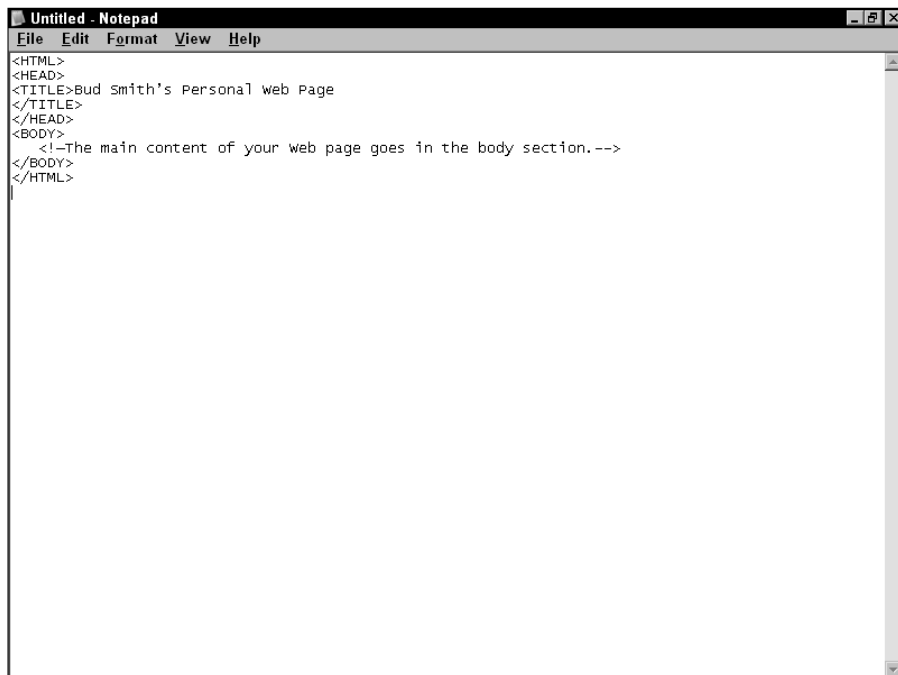 Untitled - Notepad
File Edit Format View Help
<HTML>
<HEAD>
<TITLE>Bud Smith’s Personal Web Page
</TITLE>
</HEAD>
<BODY>
<!—The main content of your Web page goes in the body section.-->
</BODY>
</HTML>